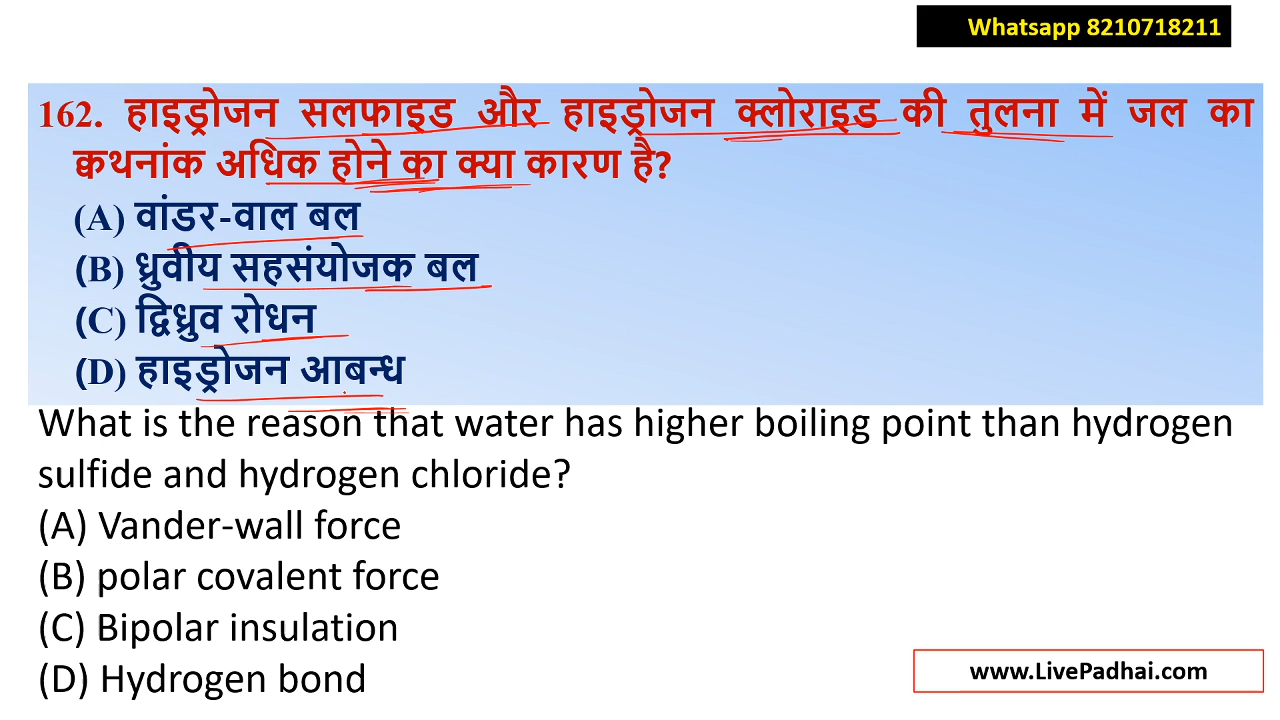 Whatsapp 8210718211
162. हाइड्रोजन सलफाइड और हाइड्रोजन क्लोराइड की तुलना में जल का
क्वथनांक अधिक होने का क्या कारण है?
(A) वांडर-वाल बल
(B) ध्रुवीय सहसंयोजक बल
(C) द्विध्रुव रोधन
(D) हाइड्रोजन आबन्ध
What is the reason that water has higher boiling point than hydrogen
sulfide and hydrogen chloride?
(A) Vander-wall force
(B) polar covalent force
(C) Bipolar insulation
(D) Hydrogen bond
www.LivePadhai.com